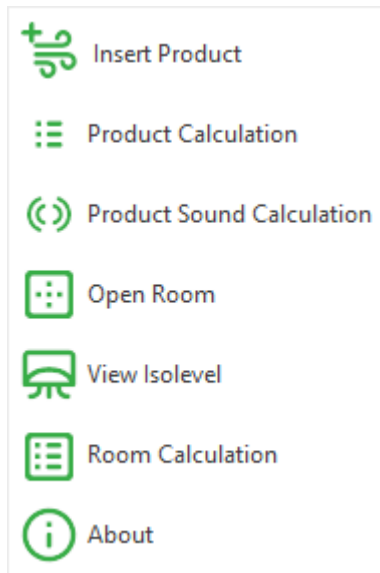 Insert Product
Product Calculation
Product Sound Calculation
Open Room
View Isolevel
Room Calculation
About